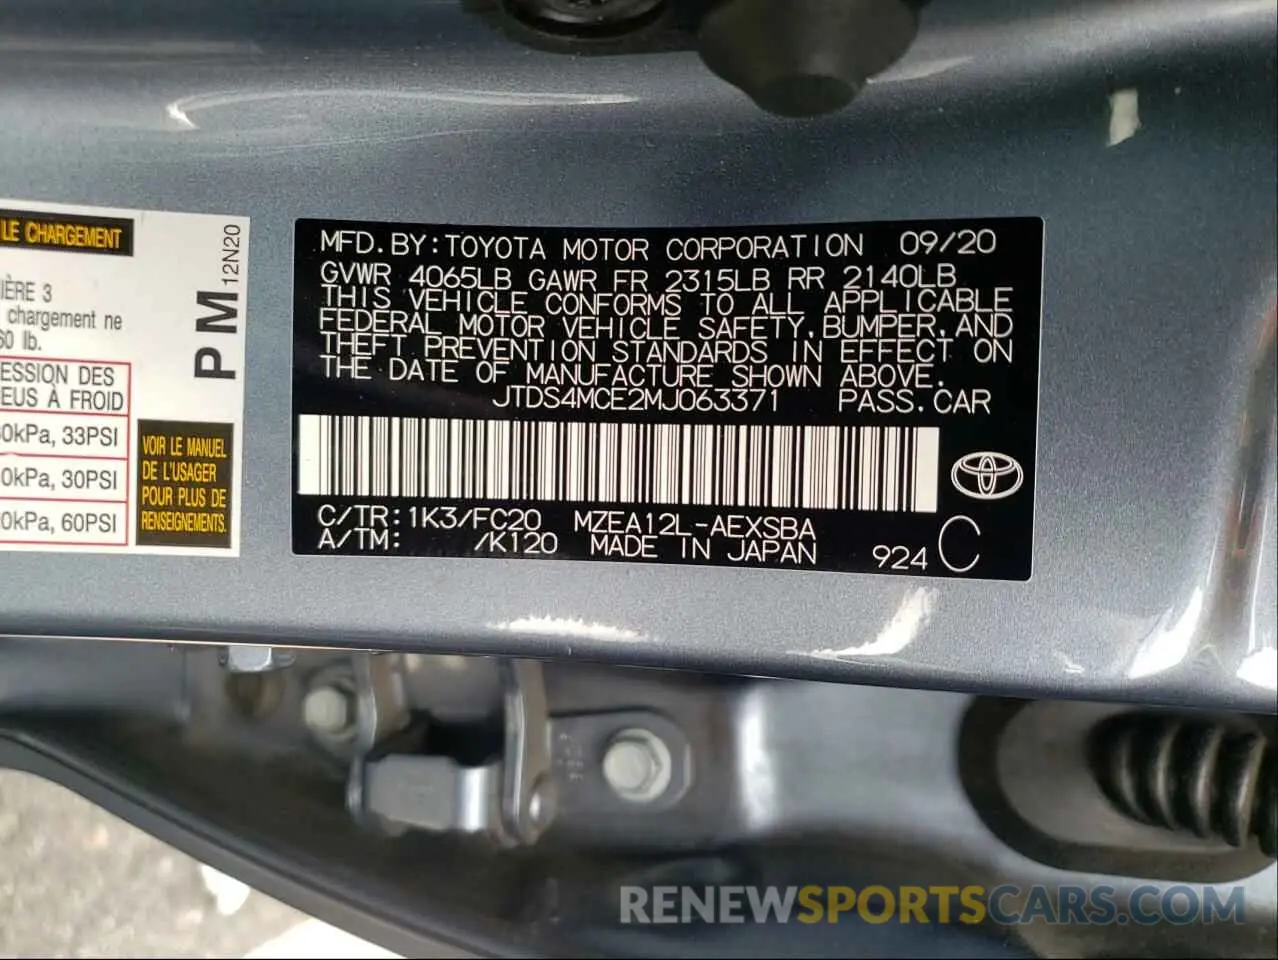 LE CHARGEMENT
IÈRE 3
chargement ne
60 lb.
ESSION DES
EUS À FROID
0kPa, 33PSI
0kPa, 30PSI
0kPa, 60PSI
PM 12N20
VOIR LE MANUEL
DE L'USAGER
POUR PLUS DE
RENSEIGNEMENTS.
MFD.BY:TOYOTA MOTOR CORPORATION 09/20
GVWR 4065LB GAWR FR 2315LB RR 2140LB
THIS VEHICLE CONFORMS TO ALL APPLICABLE
FEDERAL MOTOR VEHICLE SAFETY,BUMPER,AND
THEFT PREVENTION STANDARDS IN EFFECT ON
THE DATE OF MANUFACTURE SHOWN ABOVE.
JTDS4MCE2MJ063371 PASS.CAR
C/TR:1K3/FC20 MZEA12L-AEXSBA
A/TM: /K120 MADE IN JAPAN 924 C
RENEWSPORTSCARS.COM